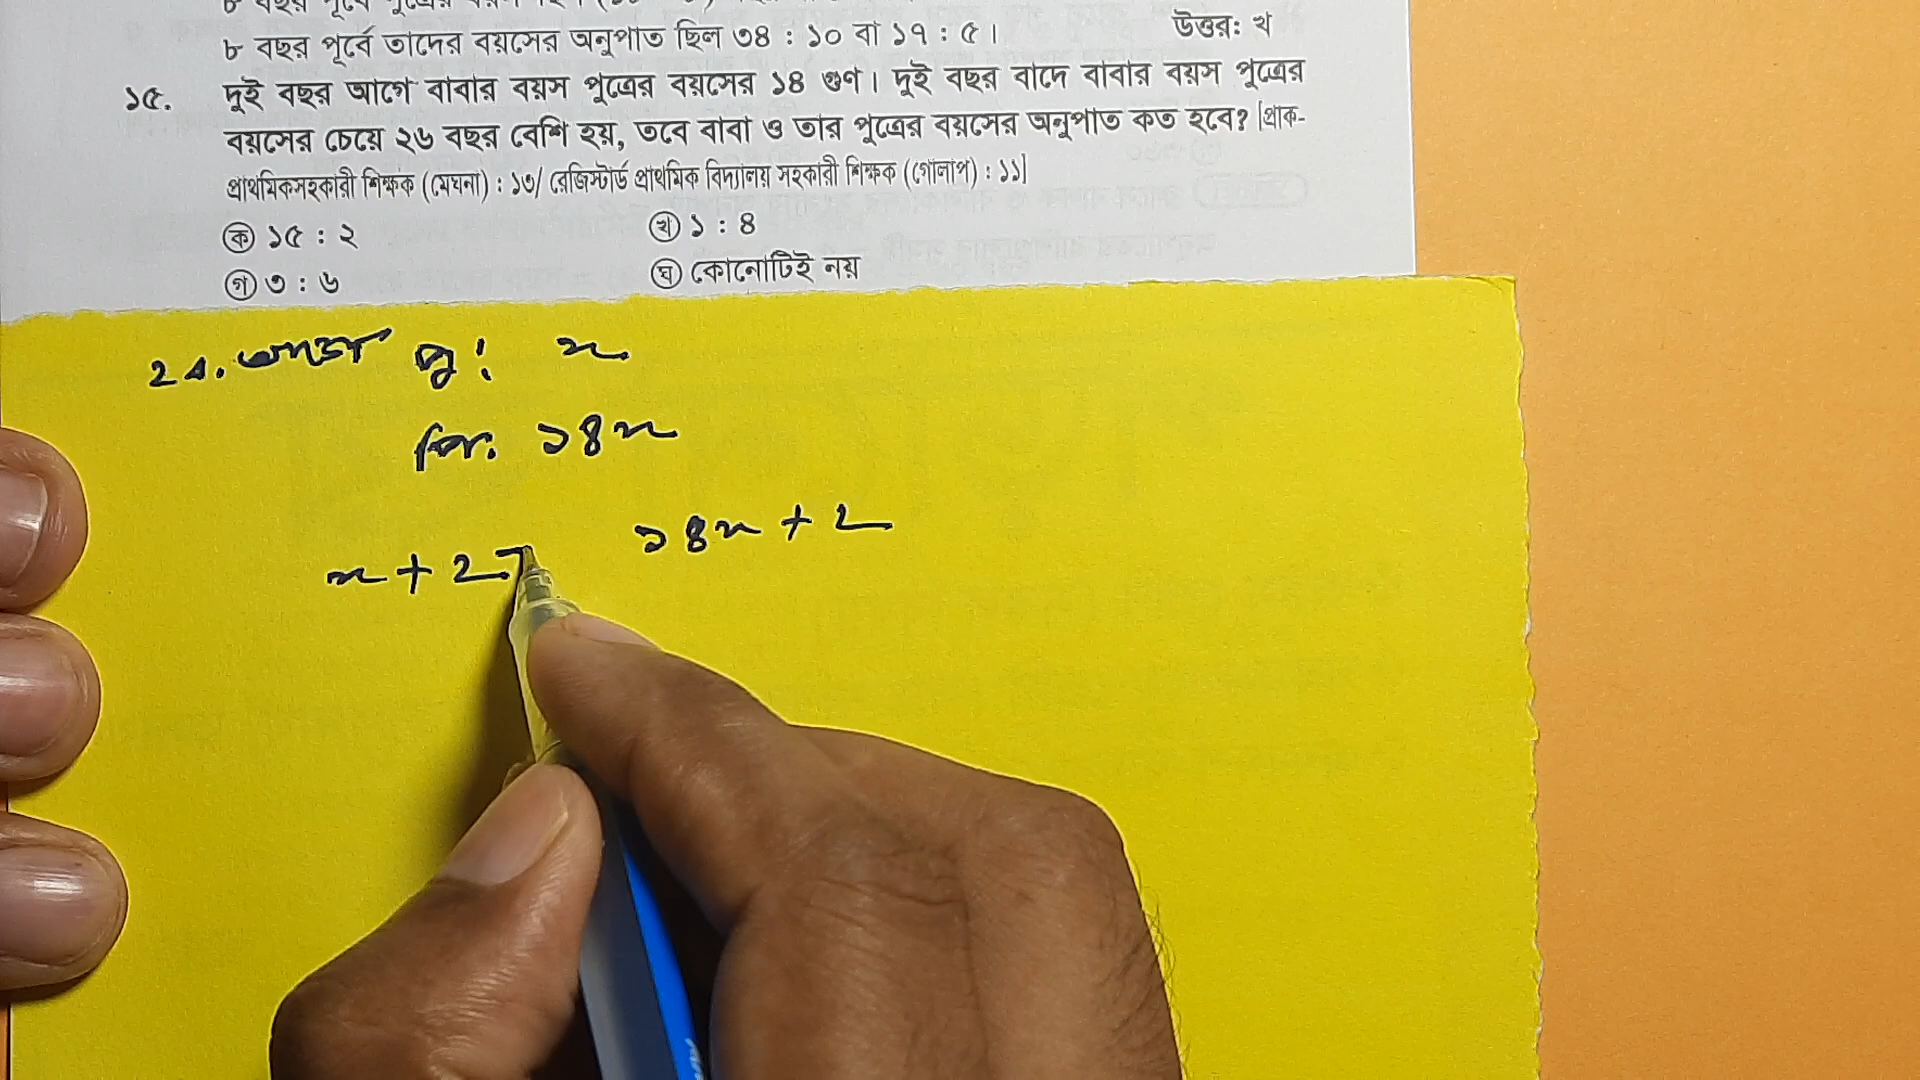 ৮ বছর পূর্বে তাদের বয়সের অনুপাত ছিল ৩৪ : ১০ বা ১৭ : ৫। উত্তর: খ
১৫. দুই বছর আগে বাবার বয়স পুত্রের বয়সের ১৪ গুণ। দুই বছর বাদে বাবার বয়স পুত্রের
বয়সের চেয়ে ২৬ বছর বেশি হয়, তবে বাবা ও তার পুত্রের বয়সের অনুপাত কত হবে? [প্রাক-
প্রাথমিকসহকারী শিক্ষক (মেঘনা) : ১৩/ রেজিস্টার্ড প্রাথমিক বিদ্যালয় সহকারী শিক্ষক (গোলাপ) : ১১]
ক ১৫ : ২ খ ১ : ৪
গ ৩ : ৬ ঘ কোনোটিই নয়
পু: x
পি. ১৪x
১৪x + ২
x + ২